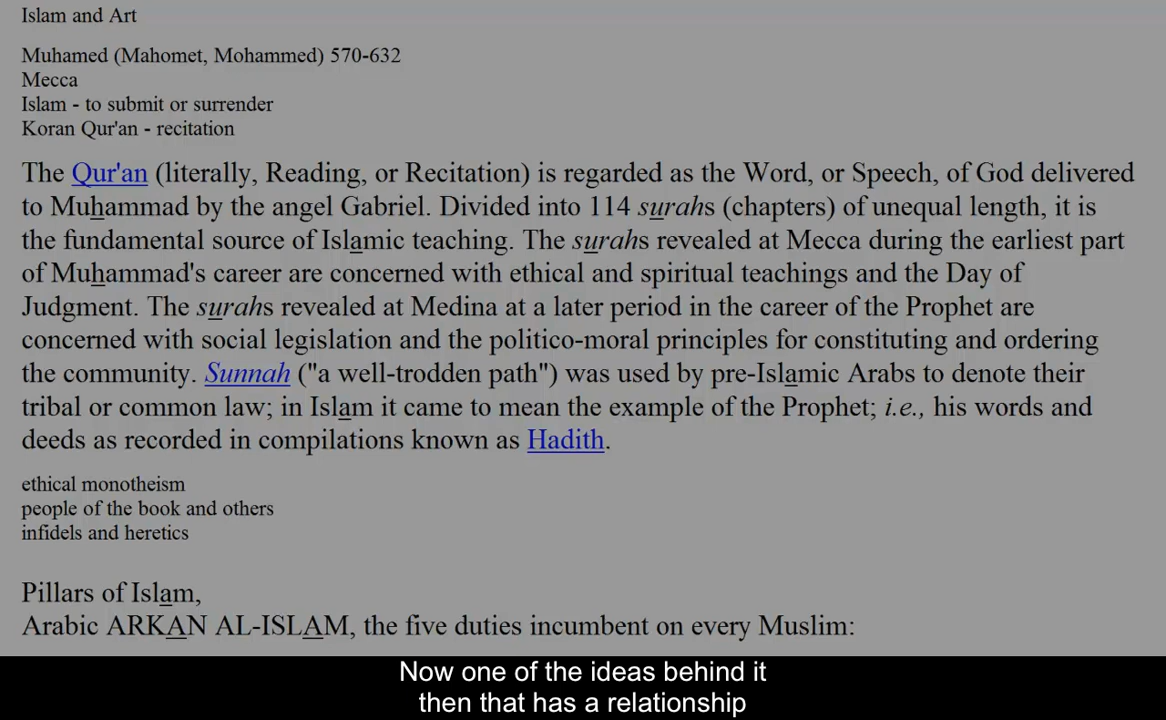 Islam and Art
Muhamed (Mahomet, Mohammed) 570-632
Mecca
Islam - to submit or surrender
Koran Qur'an - recitation
The Qur'an (literally, Reading, or Recitation) is regarded as the Word, or Speech, of God delivered
to Muhammad by the angel Gabriel. Divided into 114 surahs (chapters) of unequal length, it is
the fundamental source of Islamic teaching. The surahs revealed at Mecca during the earliest part
of Muhammad's career are concerned with ethical and spiritual teachings and the Day of
Judgment. The surahs revealed at Medina at a later period in the career of the Prophet are
concerned with social legislation and the politico-moral principles for constituting and ordering
the community. Sunnah ("a well-trodden path") was used by pre-Islamic Arabs to denote their
tribal or common law; in Islam it came to mean the example of the Prophet; i.e., his words and
deeds as recorded in compilations known as Hadith.
ethical monotheism
people of the book and others
infidels and heretics
Pillars of Islam,
Arabic ARKAN AL-ISLAM, the five duties incumbent on every Muslim:
Now one of the ideas behind it
then that has a relationship